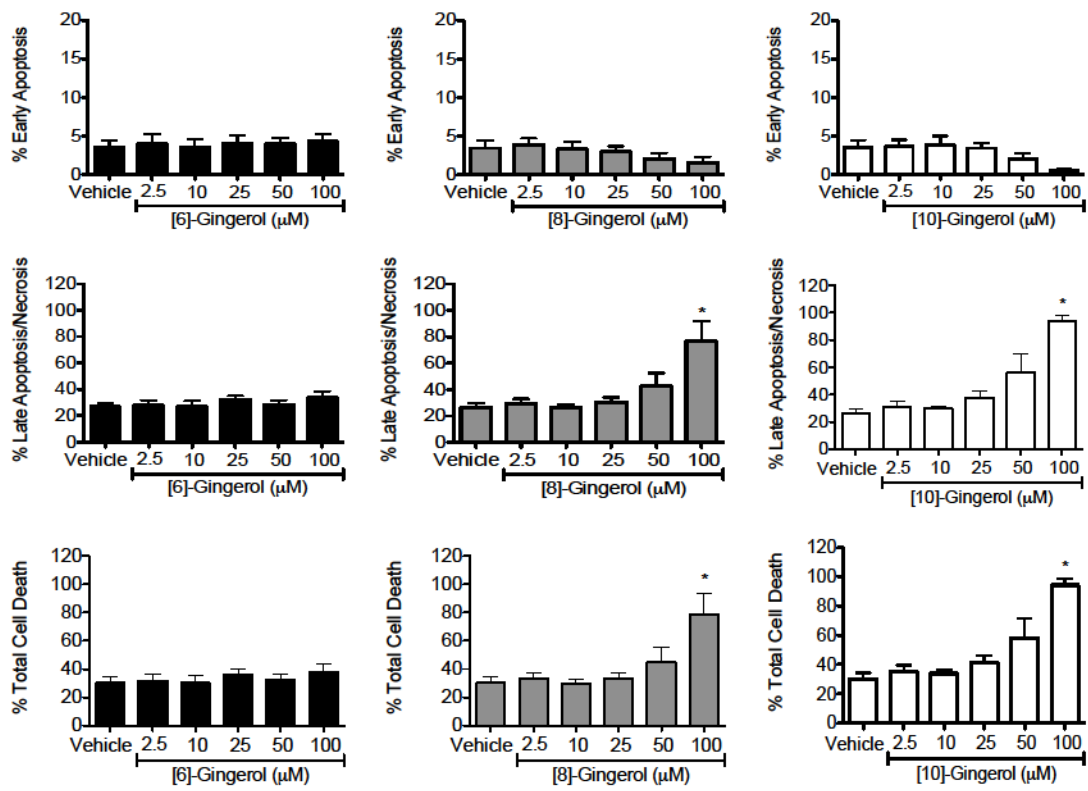 % Early Apoptosis
20
15
10
5
0
Vehicle 2.5 10 25 50 100
[6]-Gingerol (μM)
% Early Apoptosis
20
15
10
5
0
Vehicle 2.5 10 25 50 100
[8]-Gingerol (μM)
% Early Apoptosis
20
15
10
5
0
Vehicle 2.5 10 25 50 100
[10]-Gingerol (μM)
% Late Apoptosis/Necrosis
120
100
80
60
40
20
0
Vehicle 2.5 10 25 50 100
[6]-Gingerol (μM)
% Late Apoptosis/Necrosis
120
100
80
60
40
20
0
*
Vehicle 2.5 10 25 50 100
[8]-Gingerol (μM)
% Late Apoptosis/Necrosis
120
100
80
60
40
20
0
*
Vehicle 2.5 10 25 50 100
[10]-Gingerol (μM)
% Total Cell Death
120
100
80
60
40
20
0
Vehicle 2.5 10 25 50 100
[6]-Gingerol (μM)
% Total Cell Death
120
100
80
60
40
20
0
*
Vehicle 2.5 10 25 50 100
[8]-Gingerol (μM)
% Total Cell Death
120
100
80
60
40
20
0
*
Vehicle 2.5 10 25 50 100
[10]-Gingerol (μM)